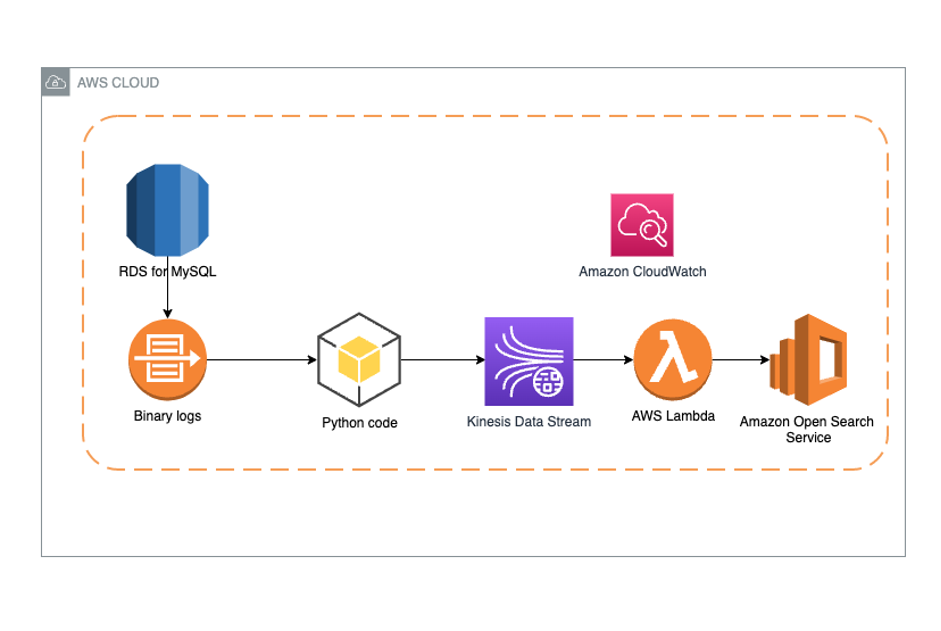 AWS CLOUD
RDS for MySQL
Amazon CloudWatch
Binary logs
Python code
Kinesis Data Stream
AWS Lambda
Amazon Open Search
Service